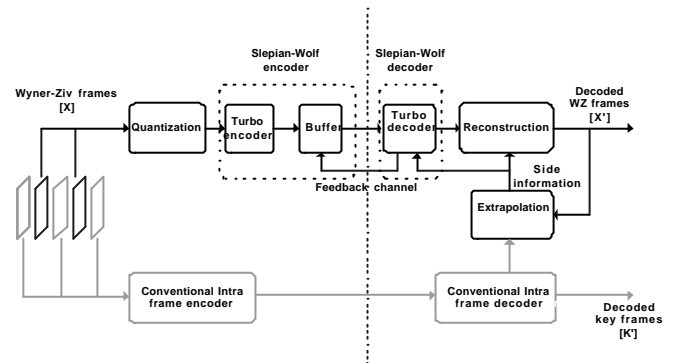 Slepian-Wolf
encoder
Slepian-Wolf
decoder
Wyner-Ziv frames
[X]
Quantization
Turbo
encoder
Buffer
Turbo
decoder
Reconstruction
Decoded
WZ frames
[X']
Feedback channel
Side
information
Extrapolation
Conventional Intra
frame encoder
Conventional Intra
frame decoder
Decoded
key frames
[K']